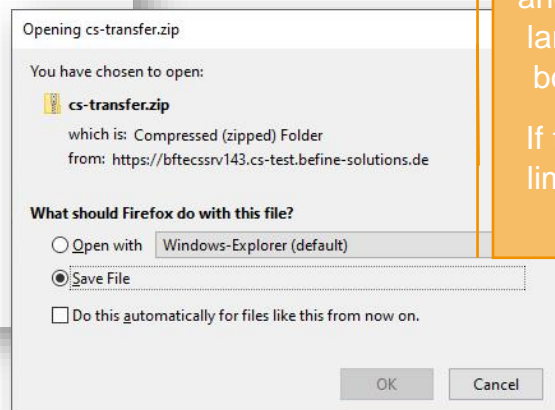 Opening cs-transfer.zip
You have chosen to open:
cs-transfer.zip
which is: Compressed (zipped) Folder
from: https://bftecssrv143.cs-test.befine-solutions.de
What should Firefox do with this file?
Open with Windows-Explorer (default)
Save File
Do this automatically for files like this from now on.
OK Cancel
If